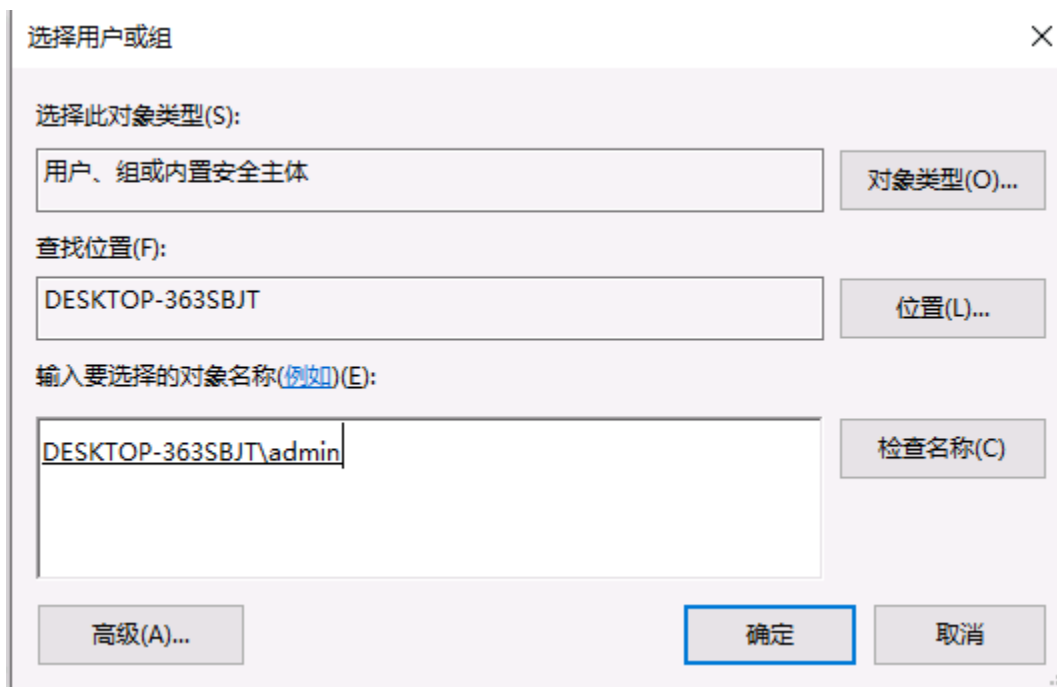 选择用户或组
选择此对象类型(S):
用户、组或内置安全主体
对象类型(O)...
查找位置(F):
DESKTOP-363SBJT
位置(L)...
输入要选择的对象名称(例如)(E):
DESKTOP-363SBJT\admin
检查名称(C)
高级(A)...
确定
取消